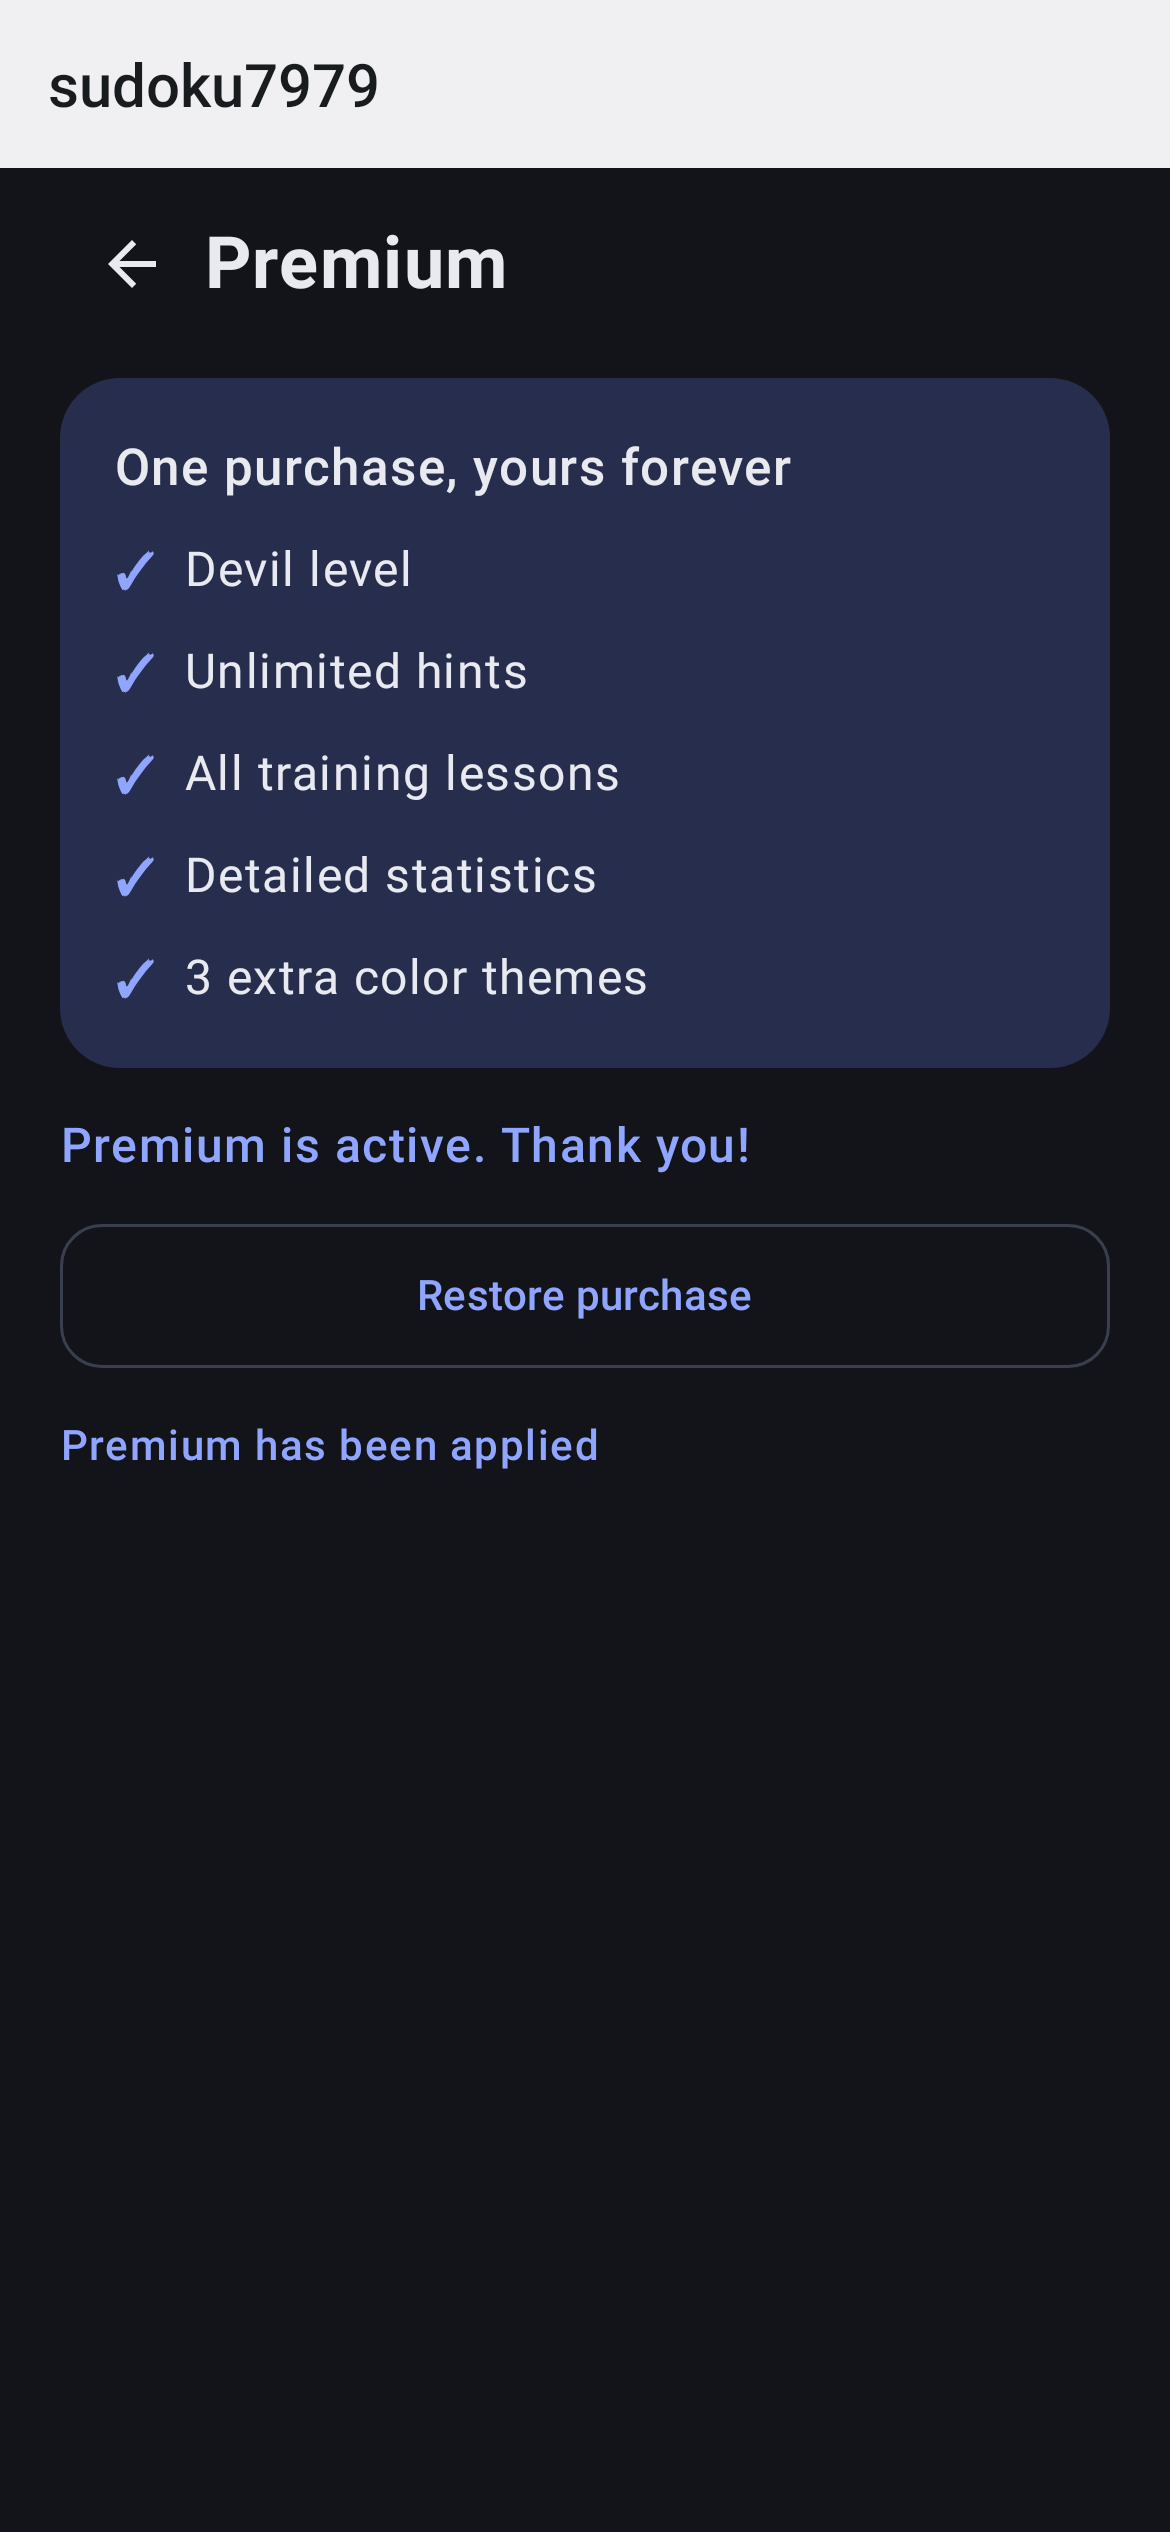 sudoku7979
Premium
One purchase, yours forever
✓ Devil level
✓ Unlimited hints
✓ All training lessons
✓ Detailed statistics
✓ 3 extra color themes
Premium is active. Thank you!
Restore purchase
Premium has been applied